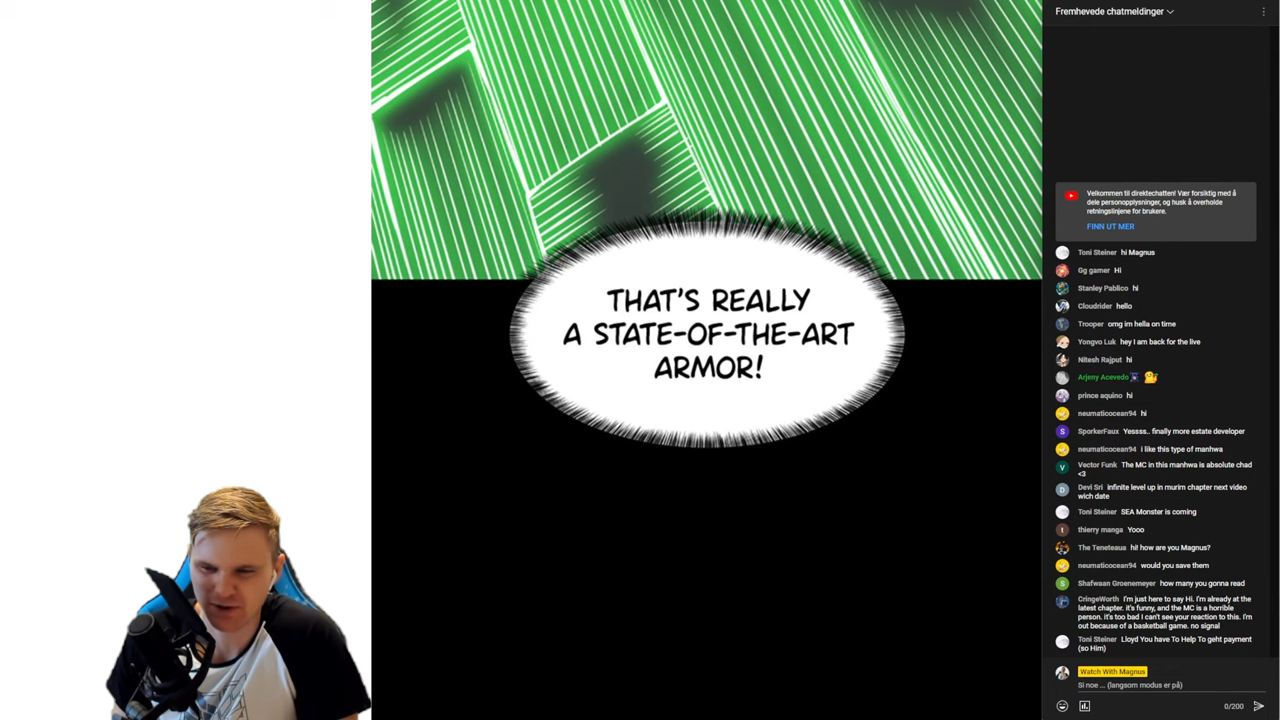 THAT'S REALLY
A STATE-OF-THE-ART
ARMOR!
Fremhevede chatmeldinger
Velkommen til direktechatten! Vær forsiktig med å
dele personopplysninger, og husk å overholde
retningslinjene for brukere.
FINN UT MER
Toni Steiner hi Magnus
Gg gamer Hi
Stanley Pablico hi
Cloudrider hello
Trooper omg im hella on time
Yongvo Luk hey I am back for the live
Nitesh Rajput hi
Arjeny Acevedo
prince aquino hi
neumaticocean94 hi
S
SporkerFaux Yessss.. finally more estate developer
neumaticocean94 i like this type of manhwa
V
Vector Funk The MC in this manhwa is absolute chad
<3
D
Devi Sri infinite level up in murim chapter next video
wich date
Toni Steiner SEA Monster is coming
t
thierry manga Yooo
The Teneteaua hi! how are you Magnus?
neumaticocean94 would you save them
S
Shafwaan Groenemeyer how many you gonna read
CringeWorth I'm just here to say Hi. I'm already at the
latest chapter. it's funny, and the MC is a horrible
person. it's too bad I can't see your reaction to this. I'm
out because of a basketball game. no signal
Toni Steiner Lloyd You have To Help To geht payment
(so Him)
Watch With Magnus
Si noe ... (langsom modus er på)
0/200